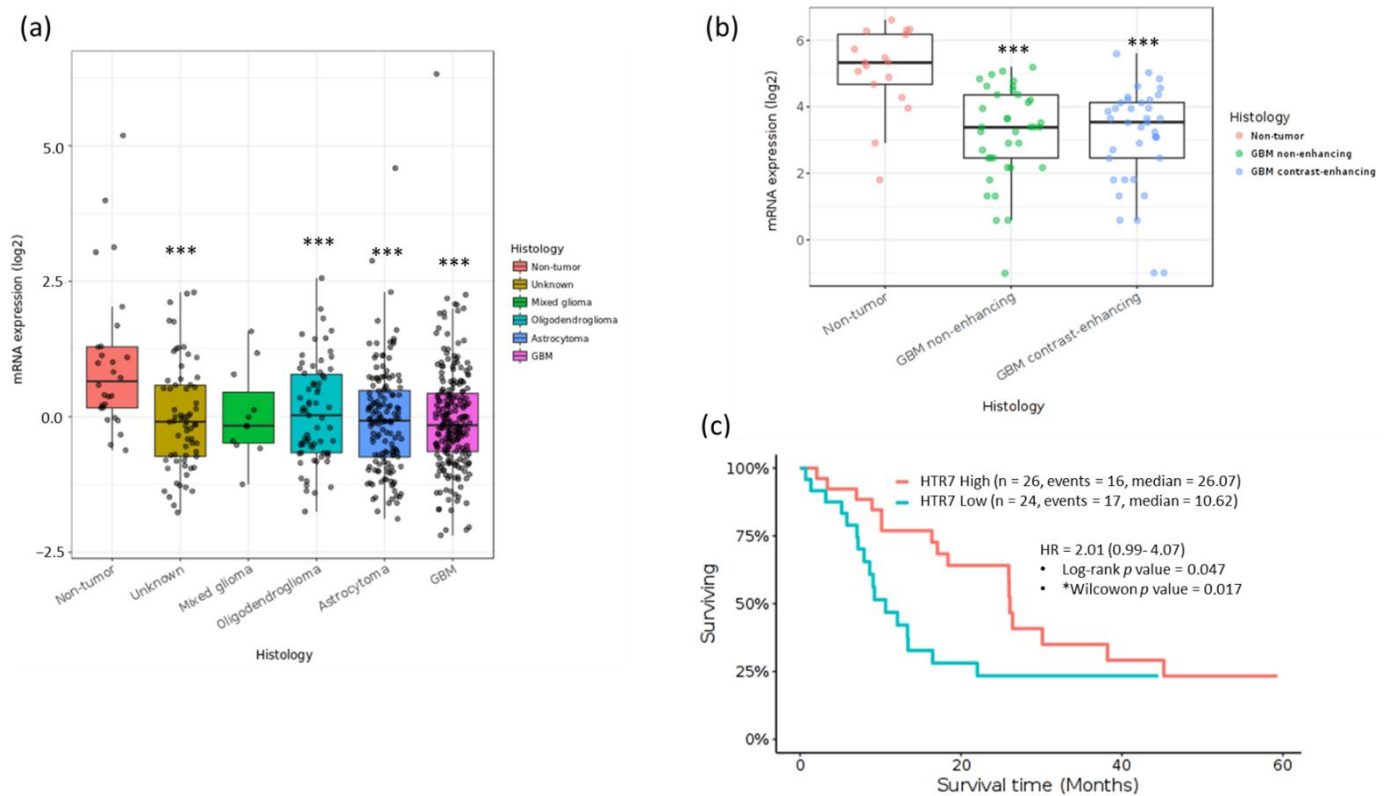 (a)
mRNA expression (log2)
5.0
2.5
0.0
−2.5
***
***
***
***
Non-tumor
Unknown
Mixed glioma
Oligodendroglioma
Astrocytoma
GBM
Histology
Histology
Non-tumor
Unknown
Mixed glioma
Oligodendroglioma
Astrocytoma
GBM
(b)
mRNA expression (log2)
6
4
2
0
***
***
Non-tumor
GBM non-enhancing
GBM contrast-enhancing
Histology
Histology
Non-tumor
GBM non-enhancing
GBM contrast-enhancing
(c)
Surviving
100%
75%
50%
25%
0%
HTR7 High (n = 26, events = 16, median = 26.07)
HTR7 Low (n = 24, events = 17, median = 10.62)
HR = 2.01 (0.99- 4.07)
• Log-rank p value = 0.047
• *Wilcowon p value = 0.017
0
20
40
60
Survival time (Months)